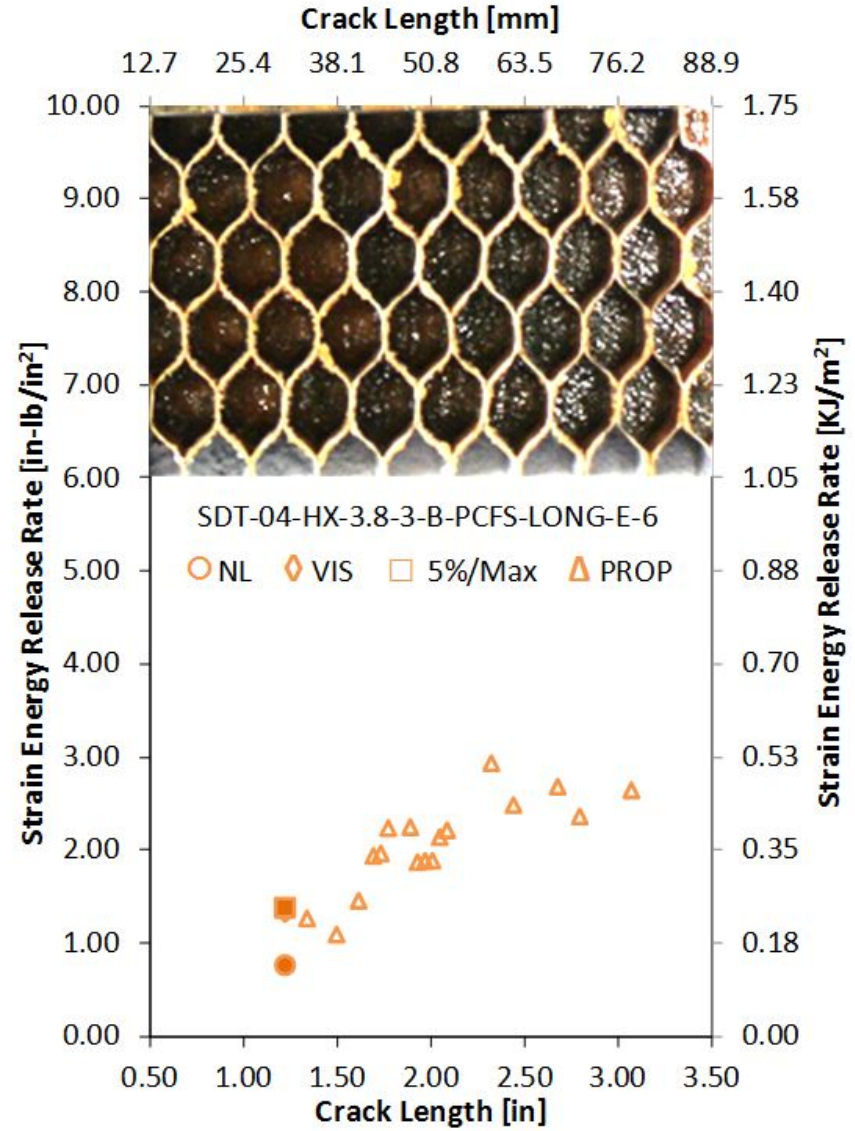 Crack Length [mm]
12.7 25.4 38.1 50.8 63.5 76.2 88.9
10.00 1.75
9.00 1.58
8.00 1.40
7.00 1.23
6.00 1.05
SDT-04-HX-3.8-3-B-PCFS-LONG-E-6
NL VIS 5%/Max PROP
5.00 0.88
4.00 0.70
3.00 0.53
2.00 0.35
1.00 0.18
0.00 0.00
Strain Energy Release Rate [in-lb/in²]
Strain Energy Release Rate [KJ/m²]
0.50 1.00 1.50 2.00 2.50 3.00 3.50
Crack Length [in]